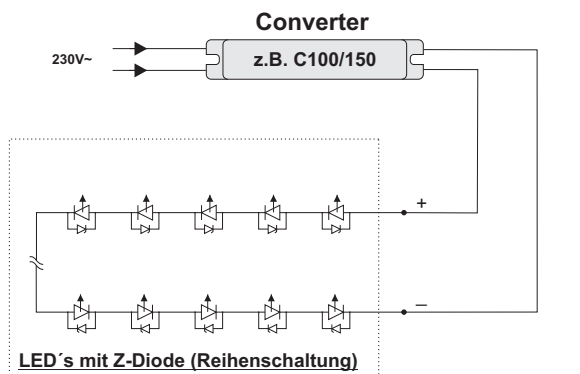 Converter
230V~
z.B. C100/150
+
–
LED´s mit Z-Diode (Reihenschaltung)